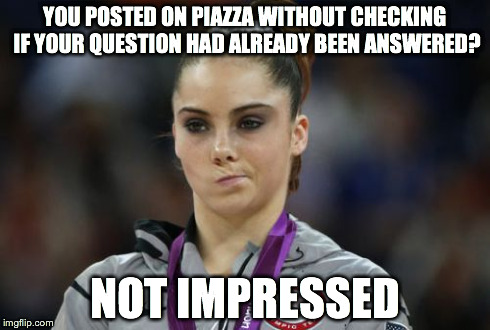 YOU POSTED ON PIAZZA WITHOUT CHECKING
IF YOUR QUESTION HAD ALREADY BEEN ANSWERED?
NOT IMPRESSED
imgflip.com